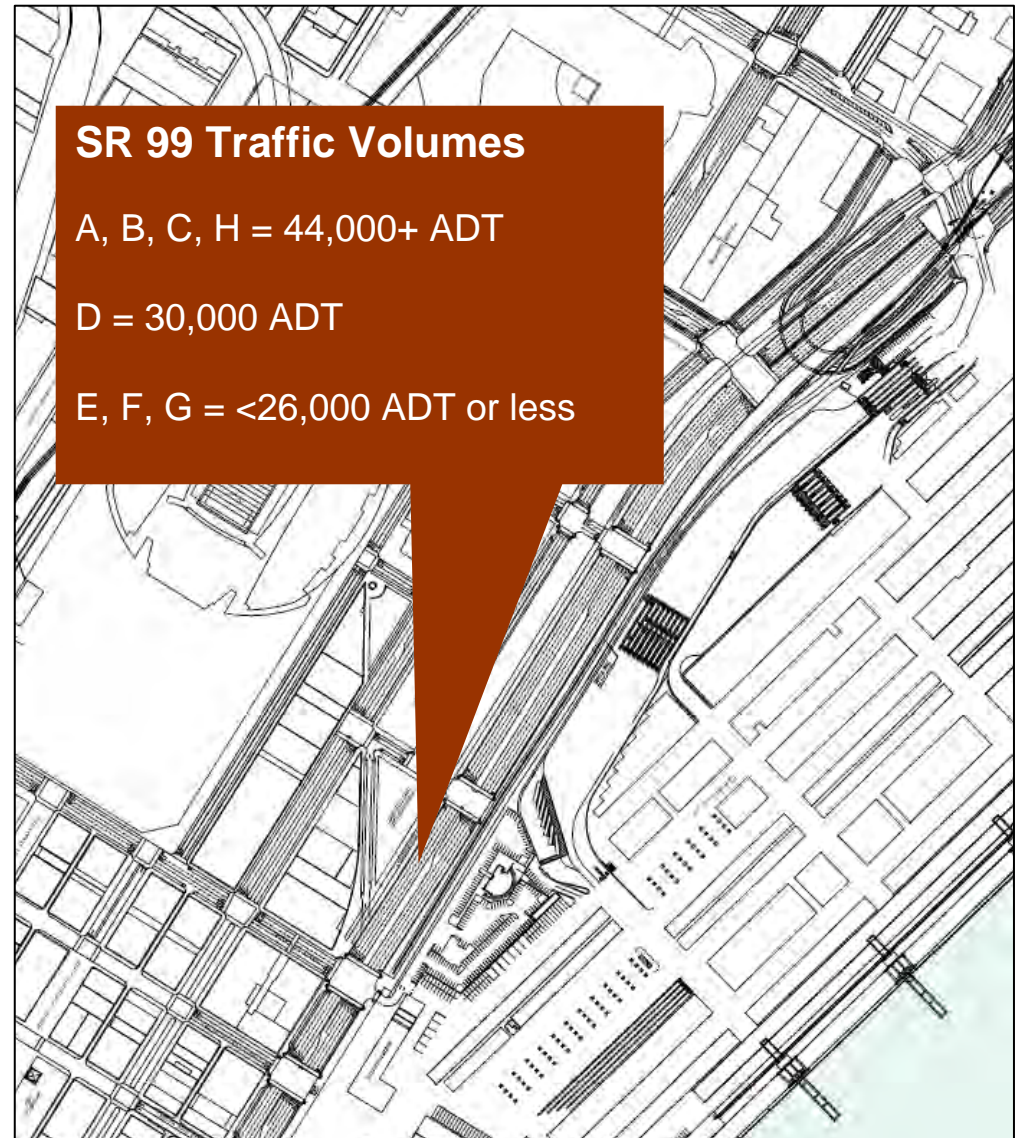 SR 99 Traffic Volumes
A, B, C, H = 44,000+ ADT
D = 30,000 ADT
E, F, G = <26,000 ADT or less